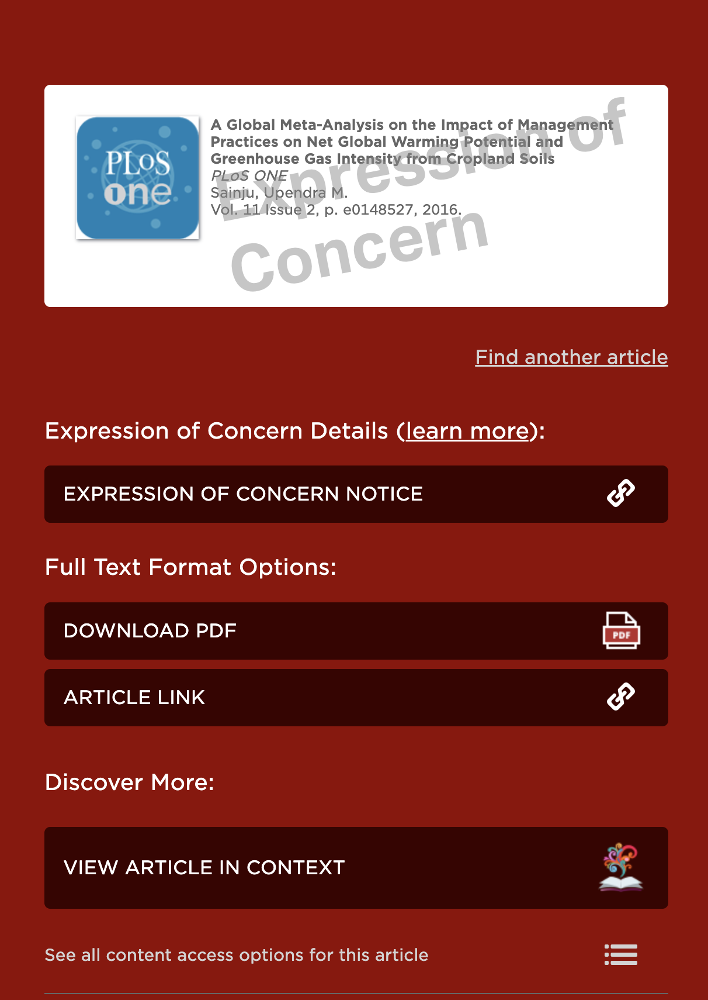 PLoS
one
A Global Meta-Analysis on the Impact of Management
Practices on Net Global Warming Potential and
Greenhouse Gas Intensity from Cropland Soils
PLoS ONE
Sainju, Upendra M.
Vol. 11 Issue 2, p. e0148527, 2016.
Expression of
Concern
Find another article
Expression of Concern Details (learn more):
EXPRESSION OF CONCERN NOTICE
Full Text Format Options:
DOWNLOAD PDF
PDF
ARTICLE LINK
Discover More:
VIEW ARTICLE IN CONTEXT
See all content access options for this article